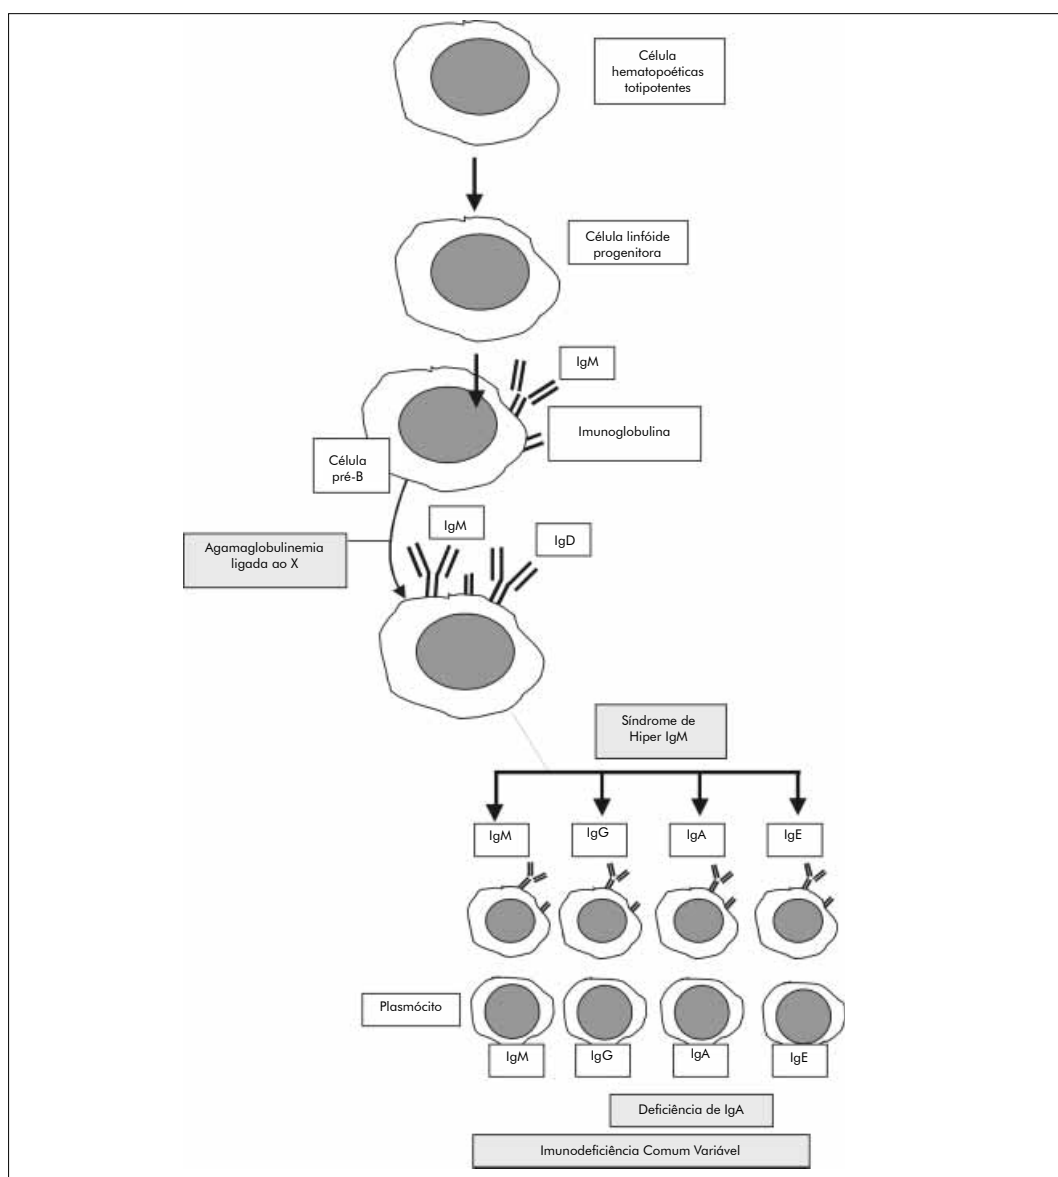 Célula
hematopoéticas
totipotentes
Célula linfóide
progenitora
IgM
Imunoglobulina
Célula
pré-B
IgM
IgD
Agamaglobulinemia
ligada ao X
Síndrome de
Hiper IgM
IgM
IgG
IgA
IgE
Plasmócito
IgM
IgG
IgA
IgE
Deficiência de IgA
Imunodeficiência Comum Variável